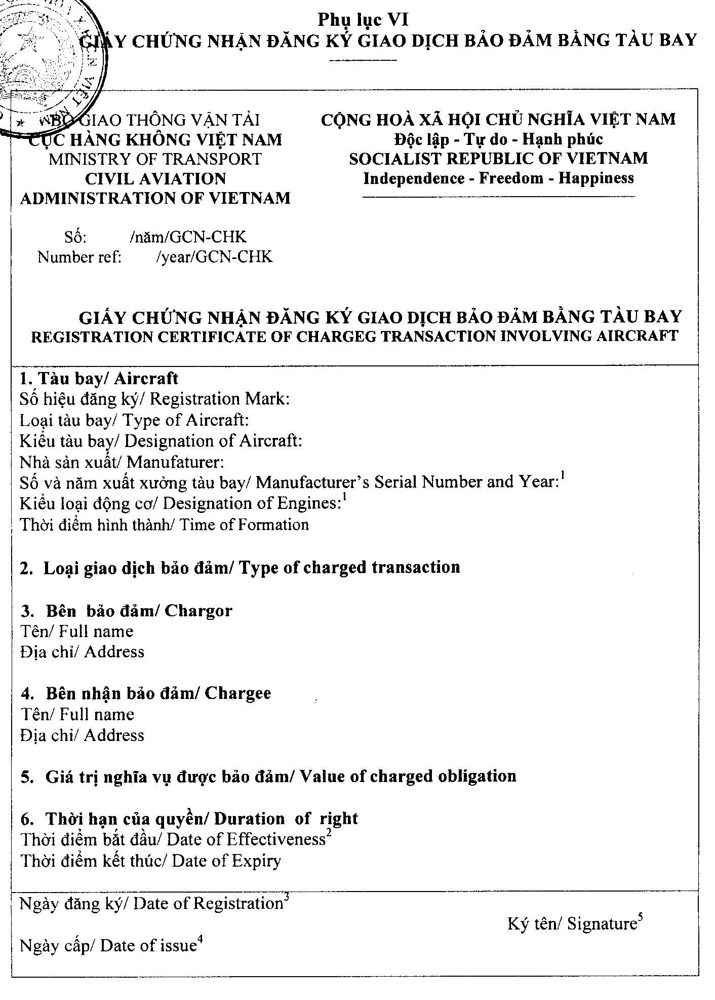 Phụ lục VI
GIẤY CHỨNG NHẬN ĐĂNG KÝ GIAO DỊCH BẢO ĐẢM BẰNG TÀU BAY
BỘ GIAO THÔNG VẬN TẢI
CỤC HÀNG KHÔNG VIỆT NAM
MINISTRY OF TRANSPORT
CIVIL AVIATION
ADMINISTRATION OF VIETNAM
CỘNG HOÀ XÃ HỘI CHỦ NGHĨA VIỆT NAM
Độc lập - Tự do - Hạnh phúc
SOCIALIST REPUBLIC OF VIETNAM
Independence - Freedom - Happiness
Số: /năm/GCN-CHK
Number ref: /year/GCN-CHK
GIẤY CHỨNG NHẬN ĐĂNG KÝ GIAO DỊCH BẢO ĐẢM BẰNG TÀU BAY
REGISTRATION CERTIFICATE OF CHARGEG TRANSACTION INVOLVING AIRCRAFT
1. Tàu bay/ Aircraft
Số hiệu đăng ký/ Registration Mark:
Loại tàu bay/ Type of Aircraft:
Kiểu tàu bay/ Designation of Aircraft:
Nhà sản xuất/ Manufaturer:
Số và năm xuất xưởng tàu bay/ Manufacturer’s Serial Number and Year:¹
Kiểu loại động cơ/ Designation of Engines:¹
Thời điểm hình thành/ Time of Formation
2. Loại giao dịch bảo đảm/ Type of charged transaction
3. Bên bảo đảm/ Chargor
Tên/ Full name
Địa chỉ/ Address
4. Bên nhận bảo đảm/ Chargee
Tên/ Full name
Địa chỉ/ Address
5. Giá trị nghĩa vụ được bảo đảm/ Value of charged obligation
6. Thời hạn của quyền/ Duration of right
Thời điểm bắt đầu/ Date of Effectiveness²
Thời điểm kết thúc/ Date of Expiry
Ngày đăng ký/ Date of Registration³
Ký tên/ Signature⁵
Ngày cấp/ Date of issue⁴